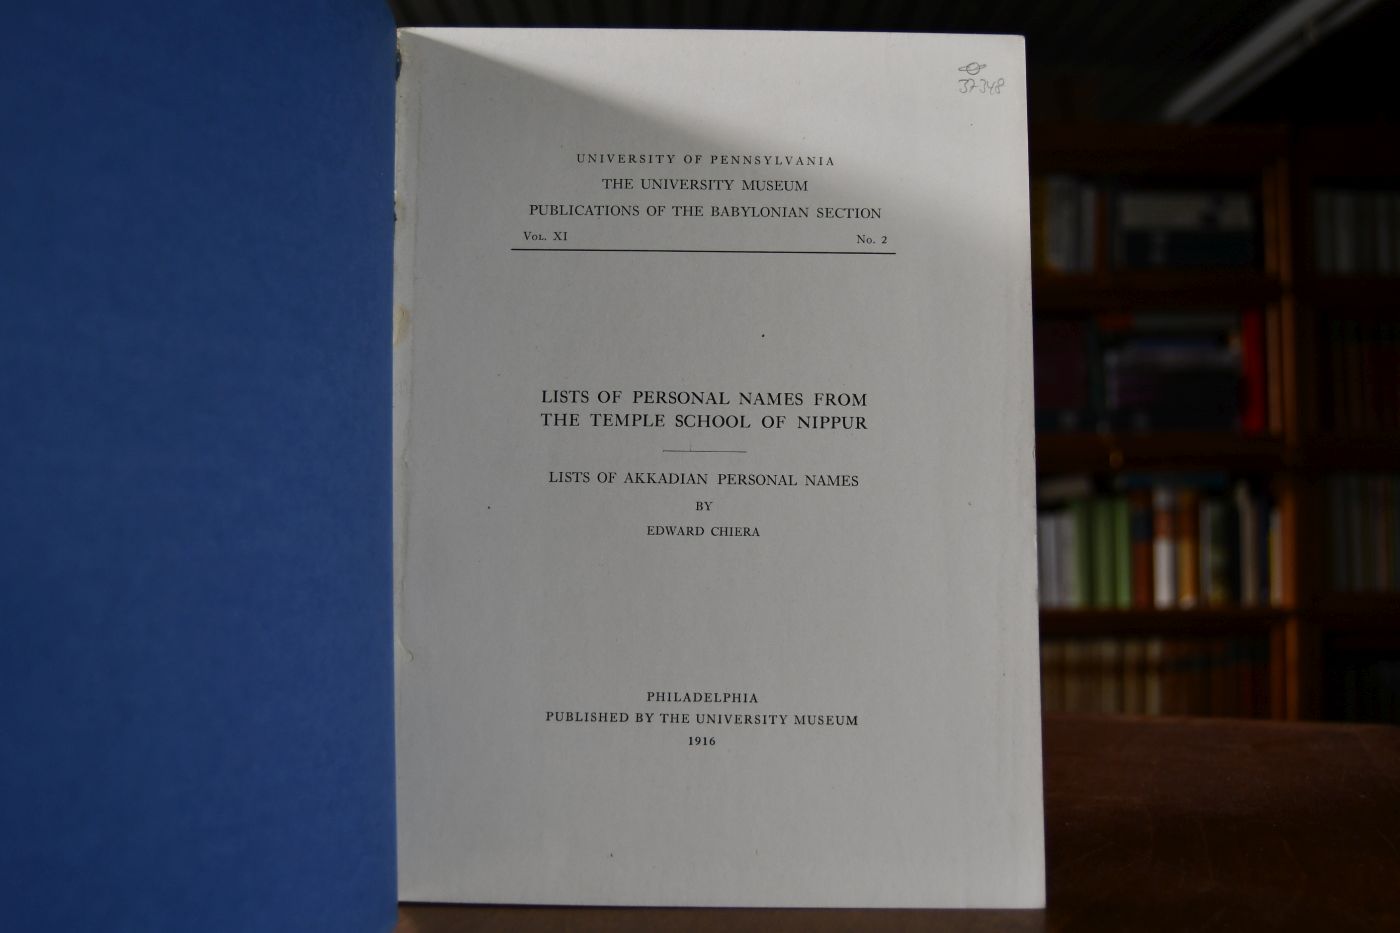 37348
UNIVERSITY OF PENNSYLVANIA
THE UNIVERSITY MUSEUM
PUBLICATIONS OF THE BABYLONIAN SECTION
VOL. XI No. 2
LISTS OF PERSONAL NAMES FROM
THE TEMPLE SCHOOL OF NIPPUR
LISTS OF AKKADIAN PERSONAL NAMES
BY
EDWARD CHIERA
PHILADELPHIA
PUBLISHED BY THE UNIVERSITY MUSEUM
1916